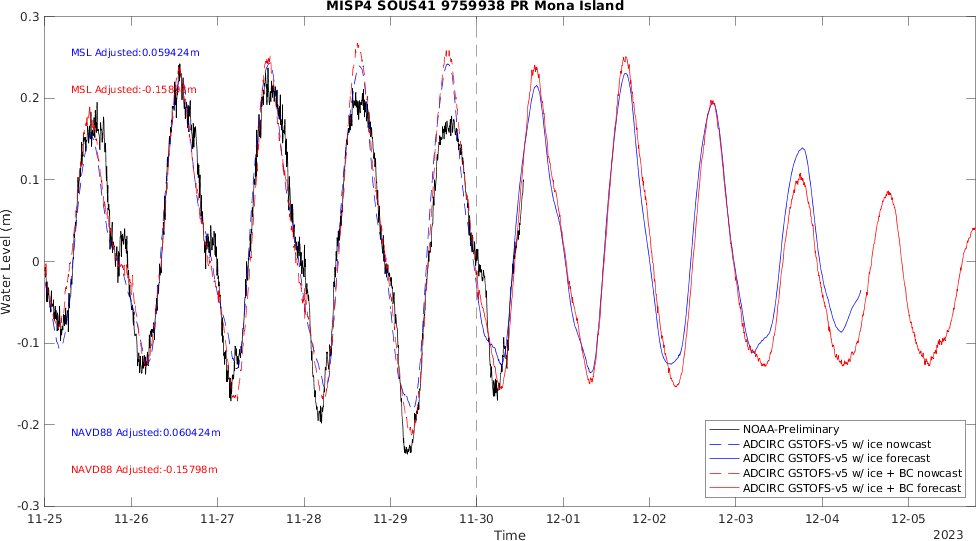 MISP4 SOUS41 9759938 PR Mona Island
0.3
0.2
0.1
0
-0.1
-0.2
-0.3
Water Level (m)
MSL Adjusted:0.059424m
MSL Adjusted:
NAVD88 Adjusted:0.060424m
NAVD88 Adjusted:-0.15798m
NOAA-Preliminary
ADCIRC GSTOFS-v5 w/ ice nowcast
ADCIRC GSTOFS-v5 w/ ice forecast
ADCIRC GSTOFS-v5 w/ ice + BC nowcast
ADCIRC GSTOFS-v5 w/ ice + BC forecast
11-25 11-26 11-27 11-28 11-29 11-30 12-01 12-02 12-03 12-04 12-05
Time
2023